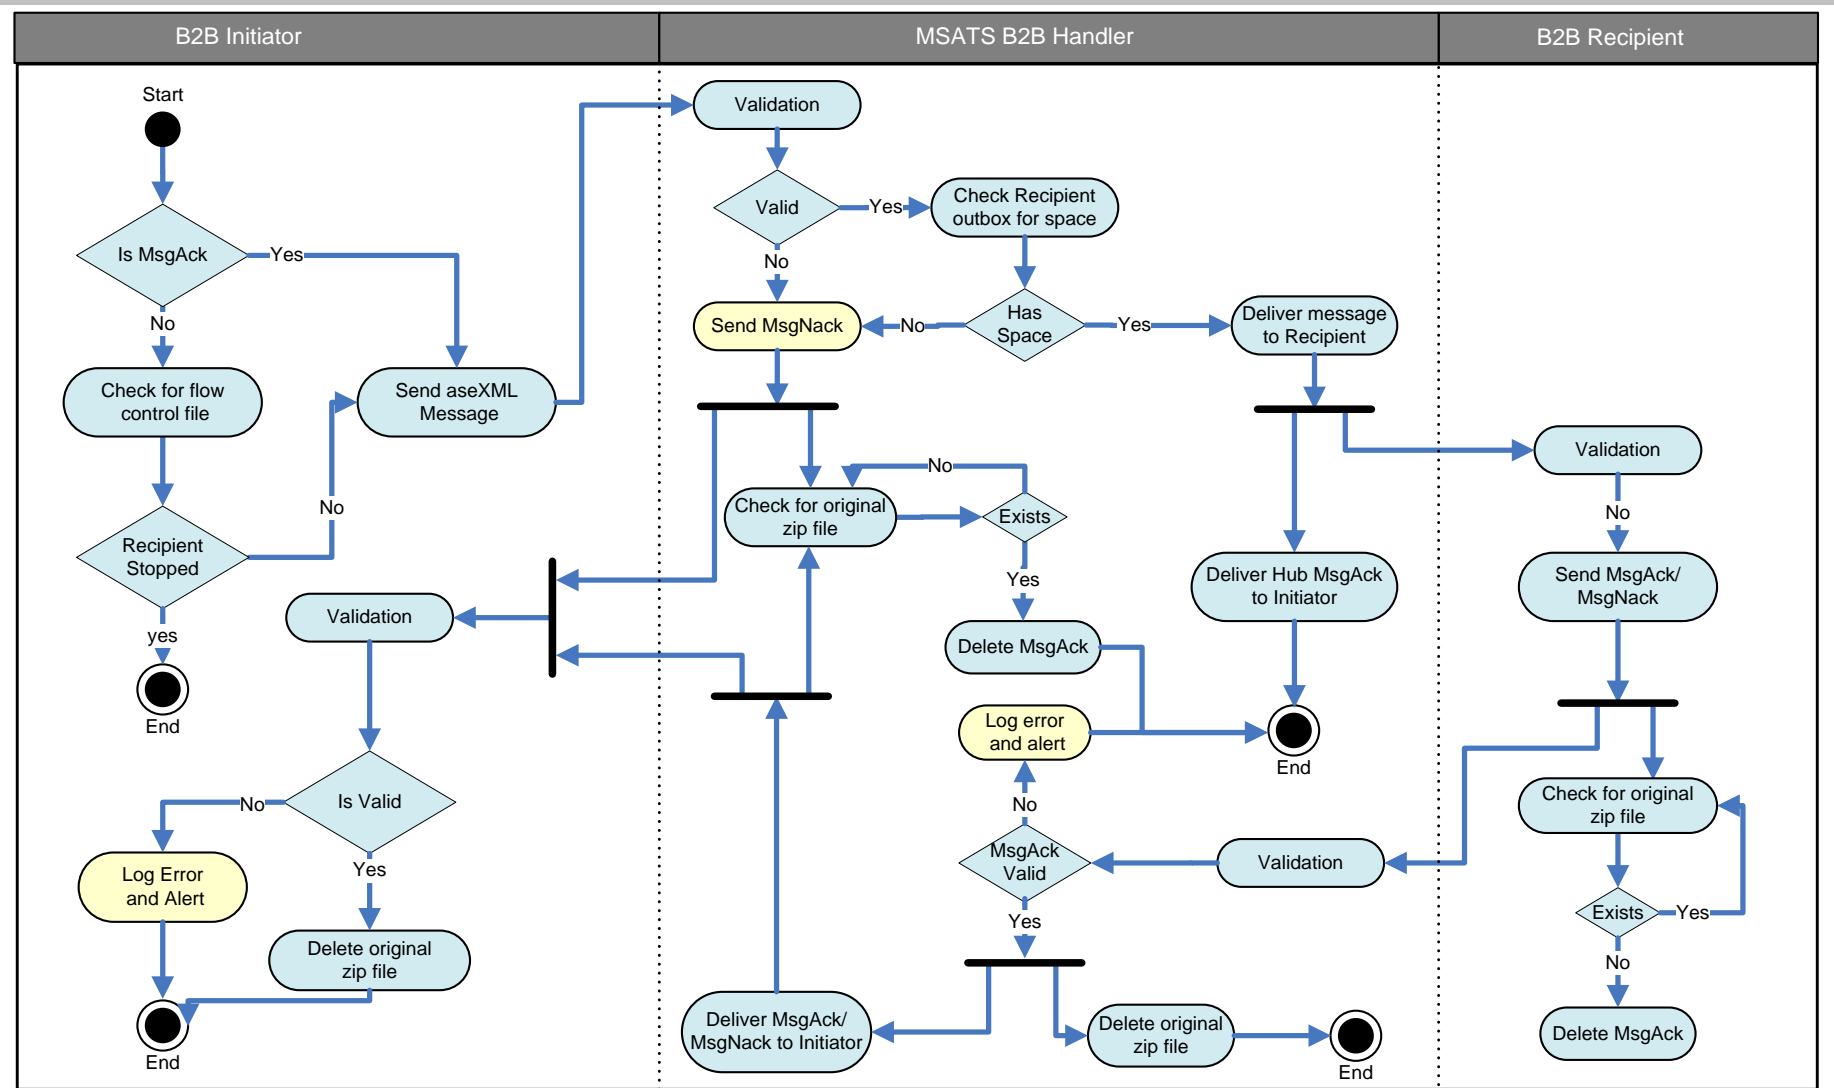 B2B Initiator
MSATS B2B Handler
B2B Recipient
Start
Is MsgAck
Yes
No
Check for flow
control file
Send aseXML
Message
No
Recipient
Stopped
yes
End
Validation
Is Valid
No
Yes
Log Error
and Alert
Delete original
zip file
End
Validation
Valid
Yes
Check Recipient
outbox for space
No
Send MsgNack
No
Has
Space
Yes
Deliver message
to Recipient
No
Check for original
zip file
Exists
Yes
Deliver Hub MsgAck
to Initiator
Delete MsgAck
Log error
and alert
End
No
MsgAck
Valid
Validation
Yes
Deliver MsgAck/
MsgNack to Initiator
Delete original
zip file
End
Validation
No
Send MsgAck/
MsgNack
Check for original
zip file
Exists
Yes
No
Delete MsgAck